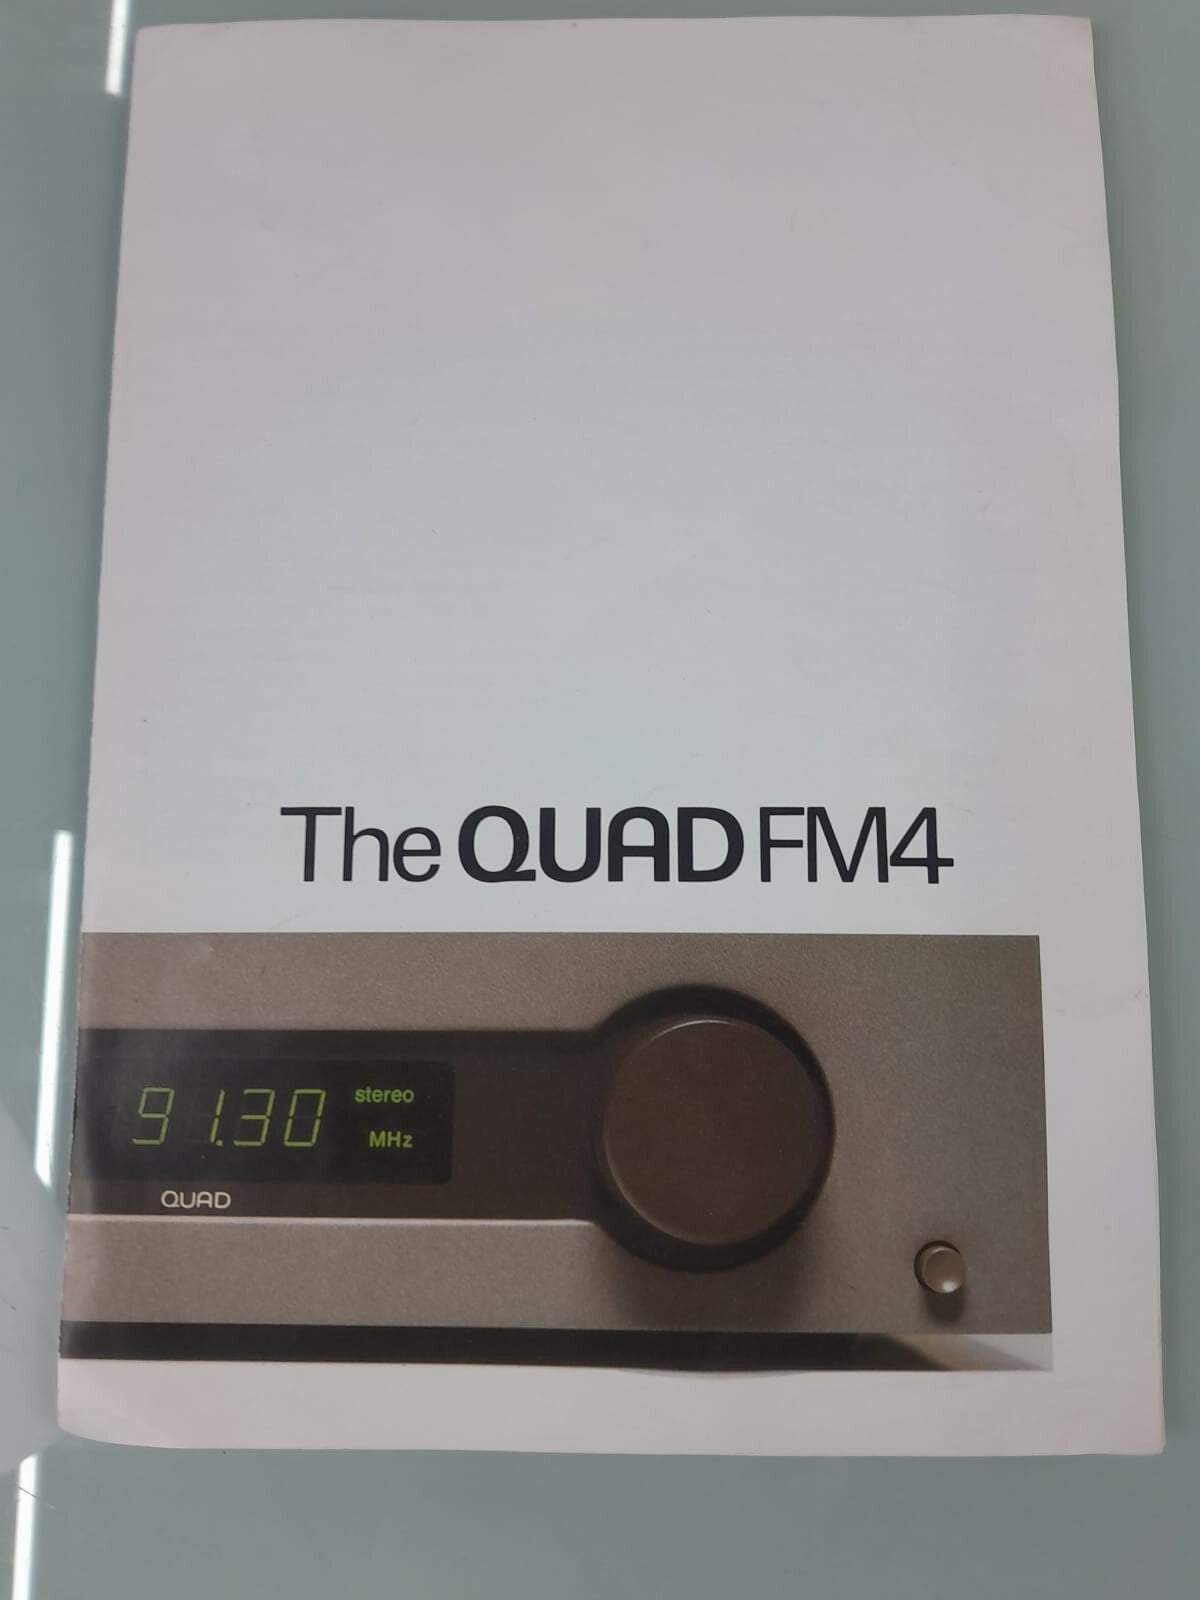 The QUAD FM4
91.30 stereo
MHz
QUAD